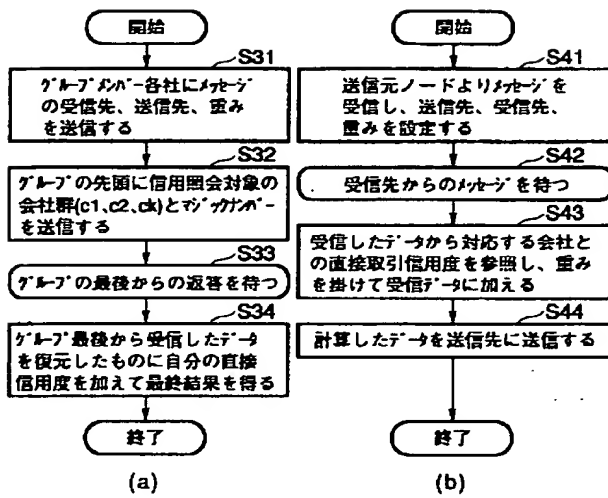 開始
S31
グループメンバー各社にメッセージ
の受信先、送信先、重み
を送信する
S32
グループの先頭に信用照会対象の
会社群(c1、c2、ck)とマジックナンバー
を送信する
S33
グループの最後からの返答を待つ
S34
グループ最後から受信したデータ
を復元したものに自分の直接
信用度を加えて最終結果を得る
終了
(a)
開始
S41
送信元ノードよりメッセージを
受信し、送信先、受信先、
重みを設定する
S42
受信先からのメッセージを待つ
S43
受信したデータから対応する会社と
の直接取引信用度を参照し、重み
を掛けて受信データに加える
S44
計算したデータを送信先に送信する
終了
(b)